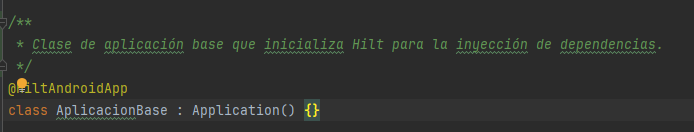 /**
 * Clase de aplicación base que inicializa Hilt para la inyección de dependencias.
 */
@HiltAndroidApp
class AplicacionBase : Application() {}